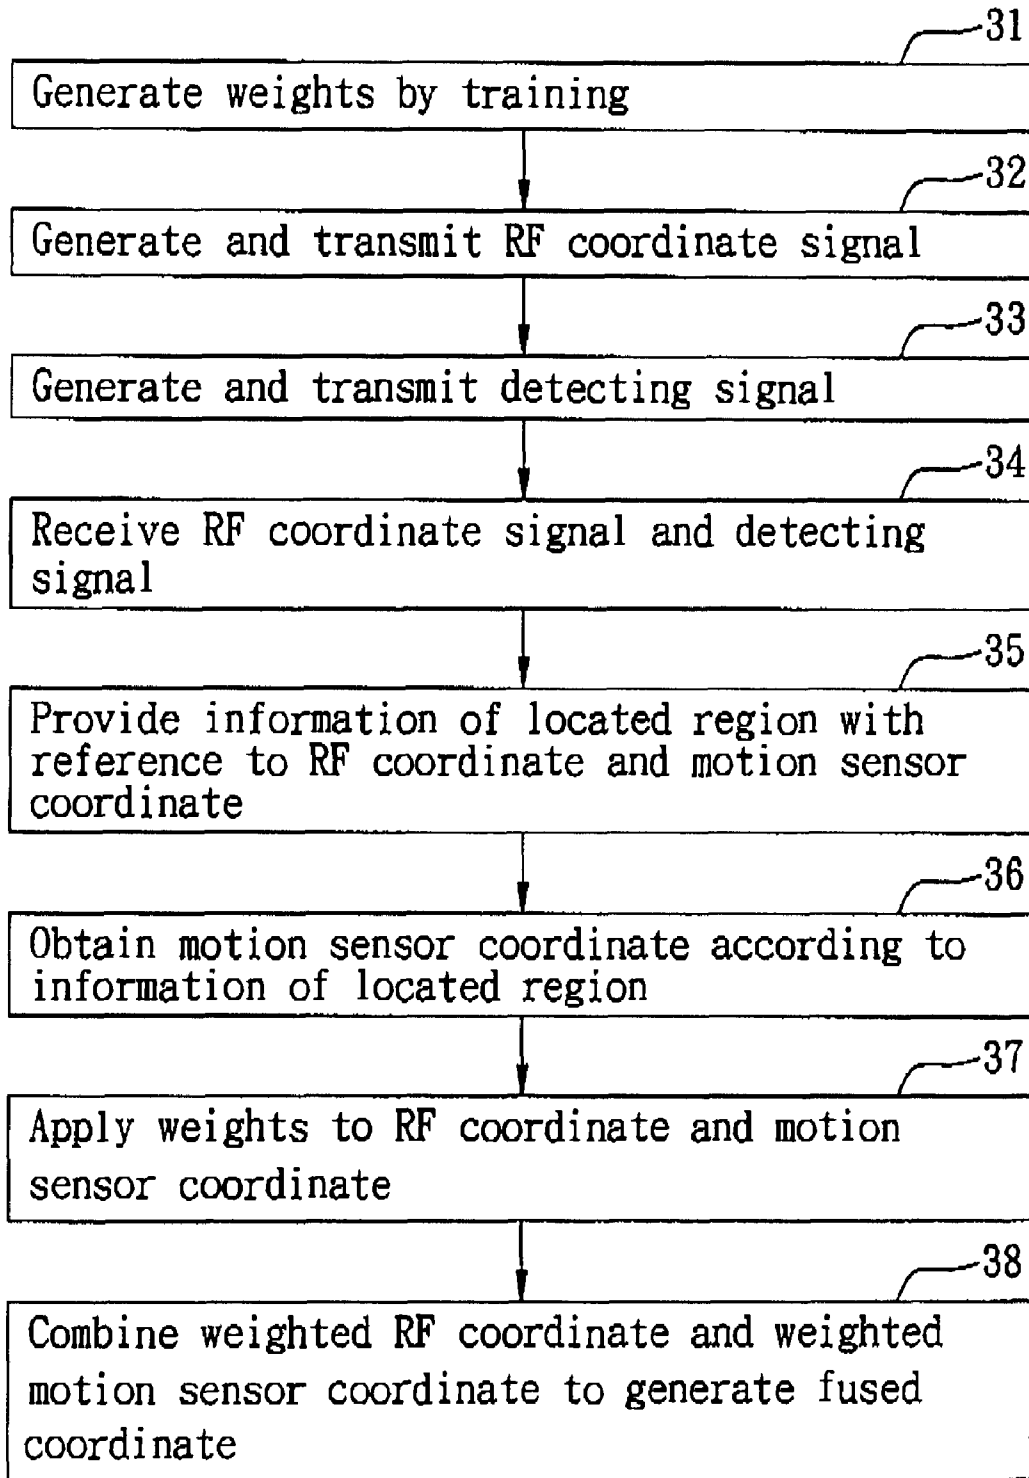 31
Generate weights by training
32
Generate and transmit RF coordinate signal
33
Generate and transmit detecting signal
34
Receive RF coordinate signal and detecting
signal
35
Provide information of located region with
reference to RF coordinate and motion sensor
coordinate
36
Obtain motion sensor coordinate according to
information of located region
37
Apply weights to RF coordinate and motion
sensor coordinate
38
Combine weighted RF coordinate and weighted
motion sensor coordinate to generate fused
coordinate